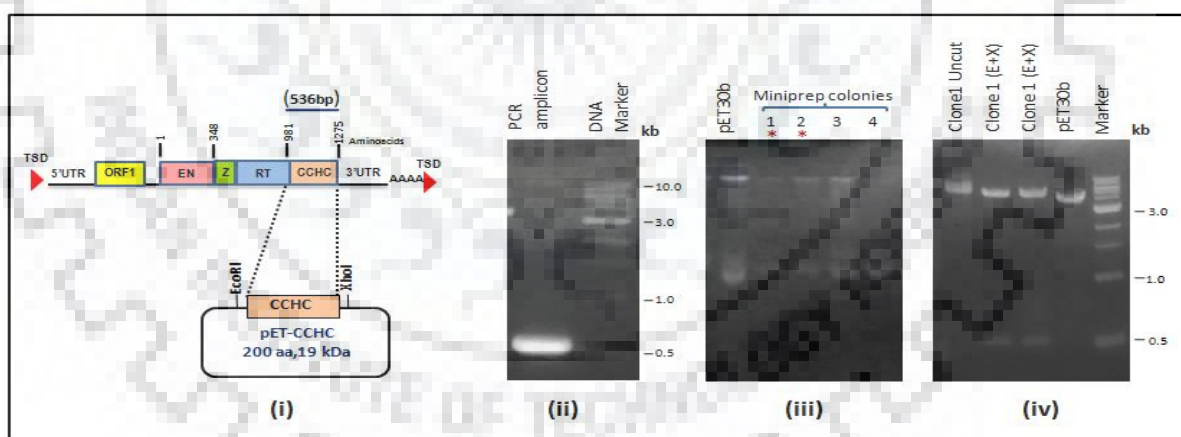 (536bp)
1
348
981
1275
Aminoacids
TSD
5'UTR
ORF1
EN
Z
RT
CCHC
3'UTR
AAAA
TSD
EcoRI
XhoI
CCHC
pET-CCHC
200 aa,19 kDa
(i)
PCR
amplicon
DNA
Marker
kb
10.0
3.0
1.0
0.5
(ii)
pET30b
Miniprep colonies
1 2 3 4
* *
(iii)
Clone1 Uncut
Clone 1 (E+X)
Clone 1 (E+X)
pET30b
Marker
kb
3.0
1.0
0.5
(iv)